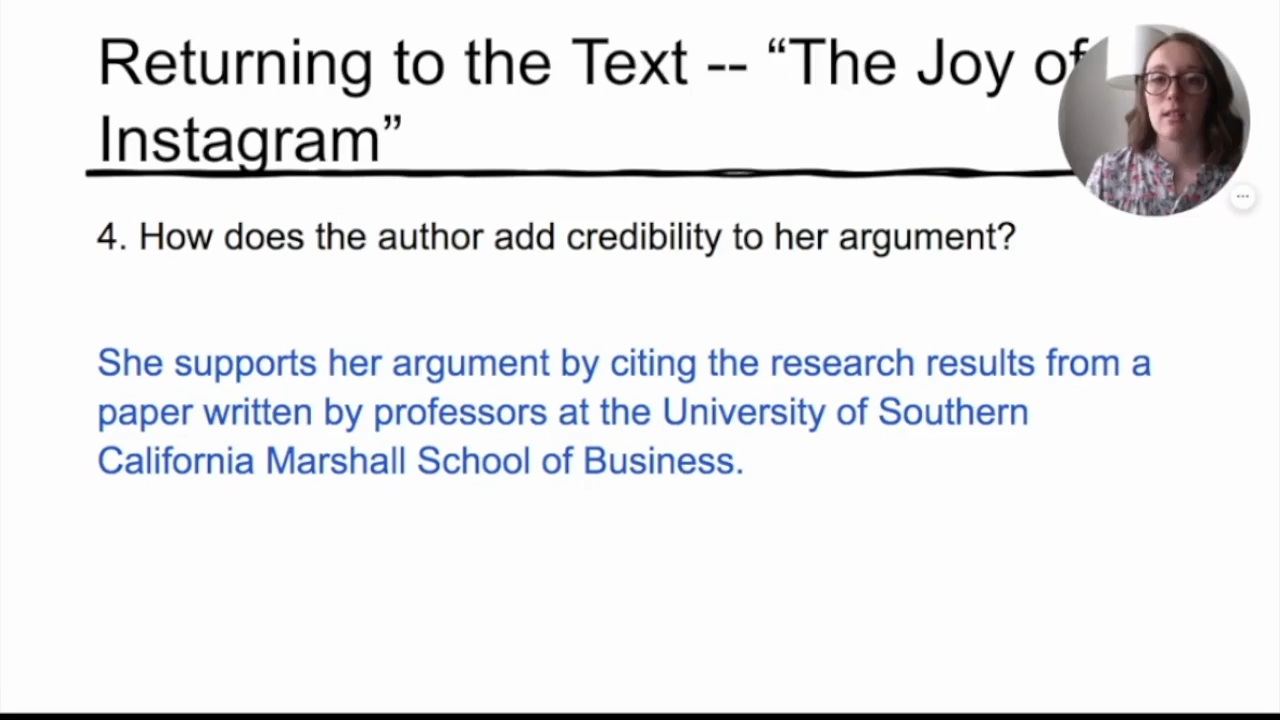 Returning to the Text -- “The Joy of
Instagram”
4. How does the author add credibility to her argument?
She supports her argument by citing the research results from a
paper written by professors at the University of Southern
California Marshall School of Business.